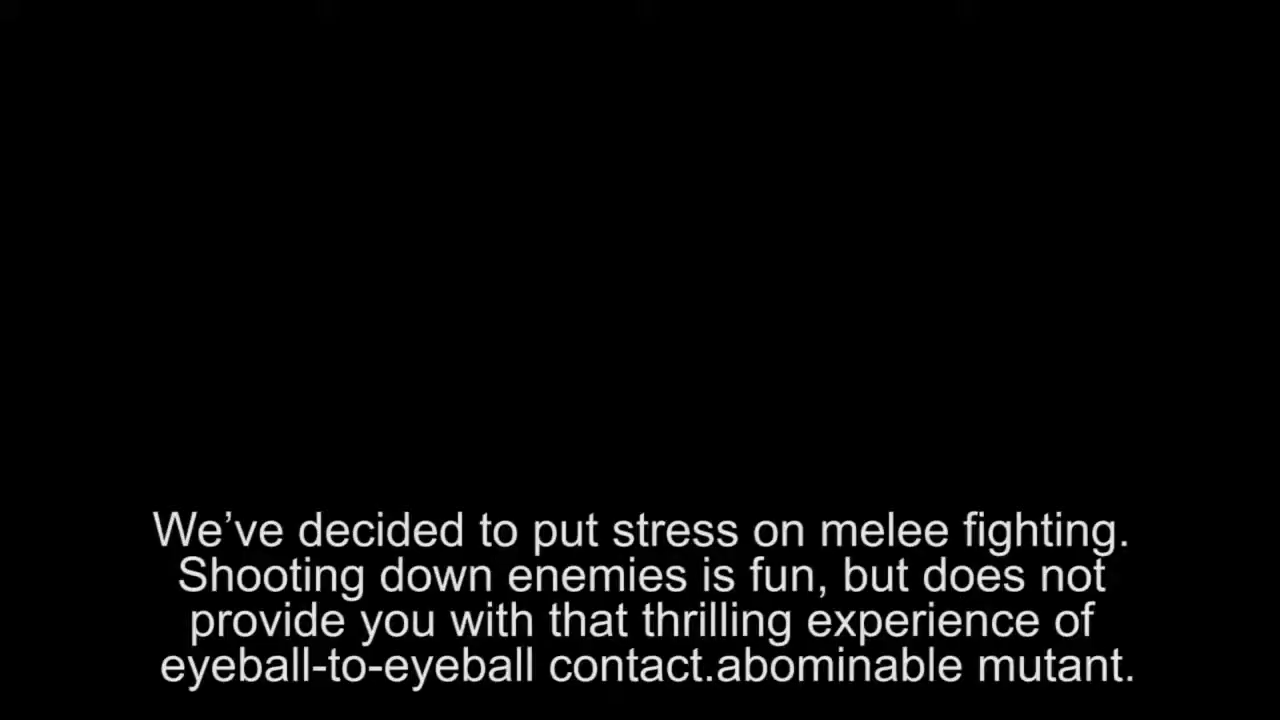 We’ve decided to put stress on melee fighting.
Shooting down enemies is fun, but does not
provide you with that thrilling experience of
eyeball-to-eyeball contact.abominable mutant.